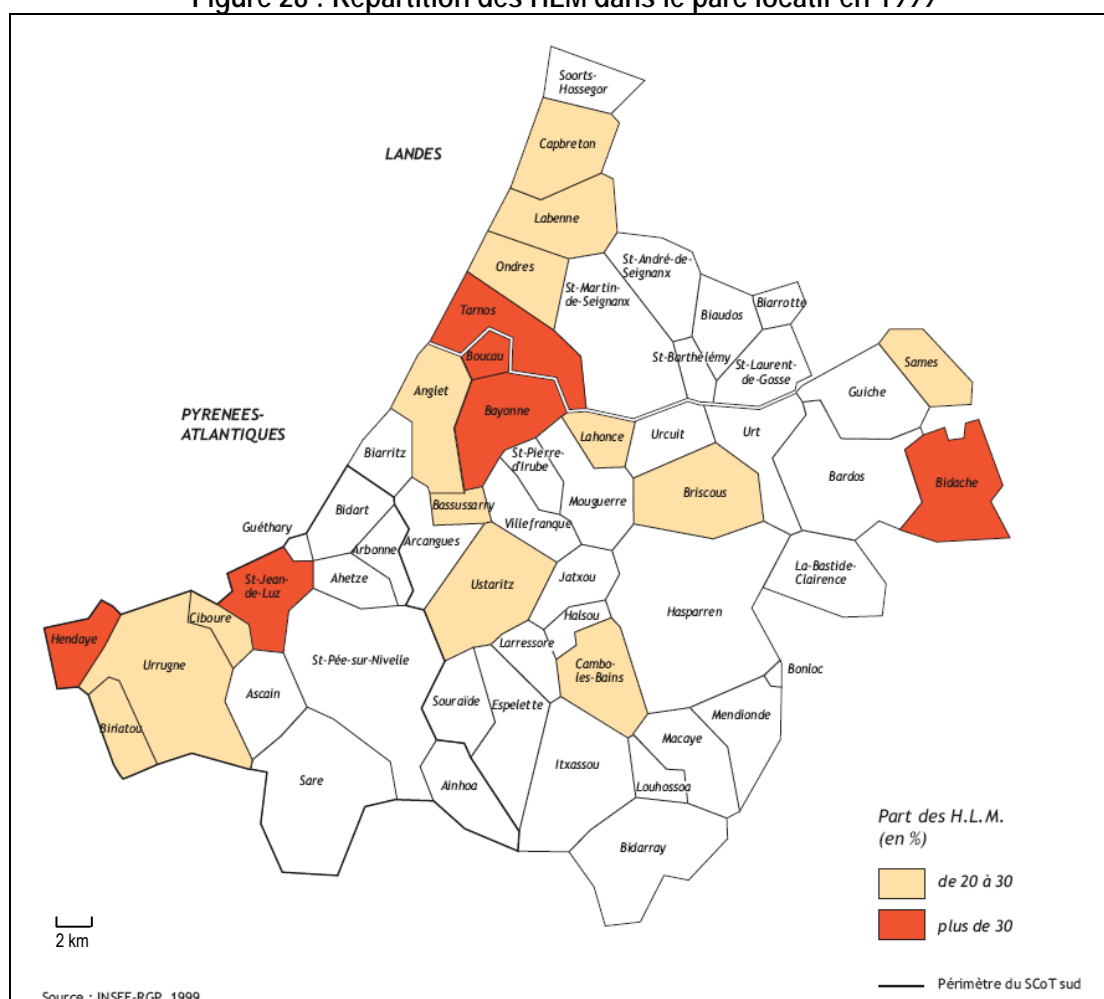 Figure 28 : Répartition des HLM dans le parc locatif en 1999
Soorts-
Hossegor
LANDES
Capbreton
Labenne
Ondres
St-André-de-
Seignanx
St-Martin-
de-Seignanx
Tarnos
Biarrotte
Biaudos
Boucau
St-Barthélémy
St-Laurent-
de-Gosse
Sames
Guiche
Anglet
PYRENEES-
ATLANTIQUES
Bayonne
Lahonce
Urcuit
Urt
Biarritz
St-Pierre-
d'Irube
Bardos
Bidache
Briscous
Mouguerre
Bassussarry
Bidart
Villefranque
Guéthary
Arbonne
Arcangues
La-Bastide-
Clairence
St-Jean-
de-Luz
Ahetze
Ustaritz
Jatxou
Hasparren
Ciboure
Halsou
Hendaye
Larressore
St-Pée-sur-Nivelle
Urrugne
Cambo-
les-Bains
Bonloc
Ascain
Souraïde
Espelette
Mendionde
Biriatou
Macaye
Itxassou
Sare
Ainhoa
Louhossoa
Bidarray
Part des H.L.M.
(en %)
de 20 à 30
plus de 30
2 km
Périmètre du SCoT sud
Source : INSEE-RGP, 1999